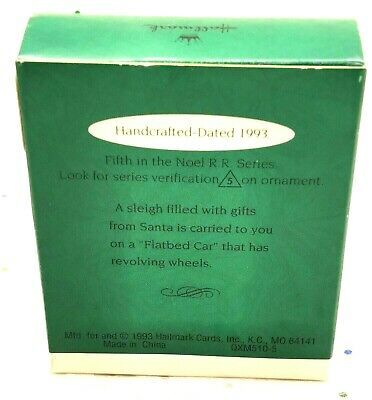 Hallmark
Handcrafted-Dated 1993
Fifth in the Noel R.R. Series.
Look for series verification 5 on ornament.
A sleigh filled with gifts
from Santa is carried to you
on a "Flatbed Car" that has
revolving wheels.
Mfd. for and © 1993 Hallmark Cards, Inc., K.C., MO 64141
Made in China QXM510-5